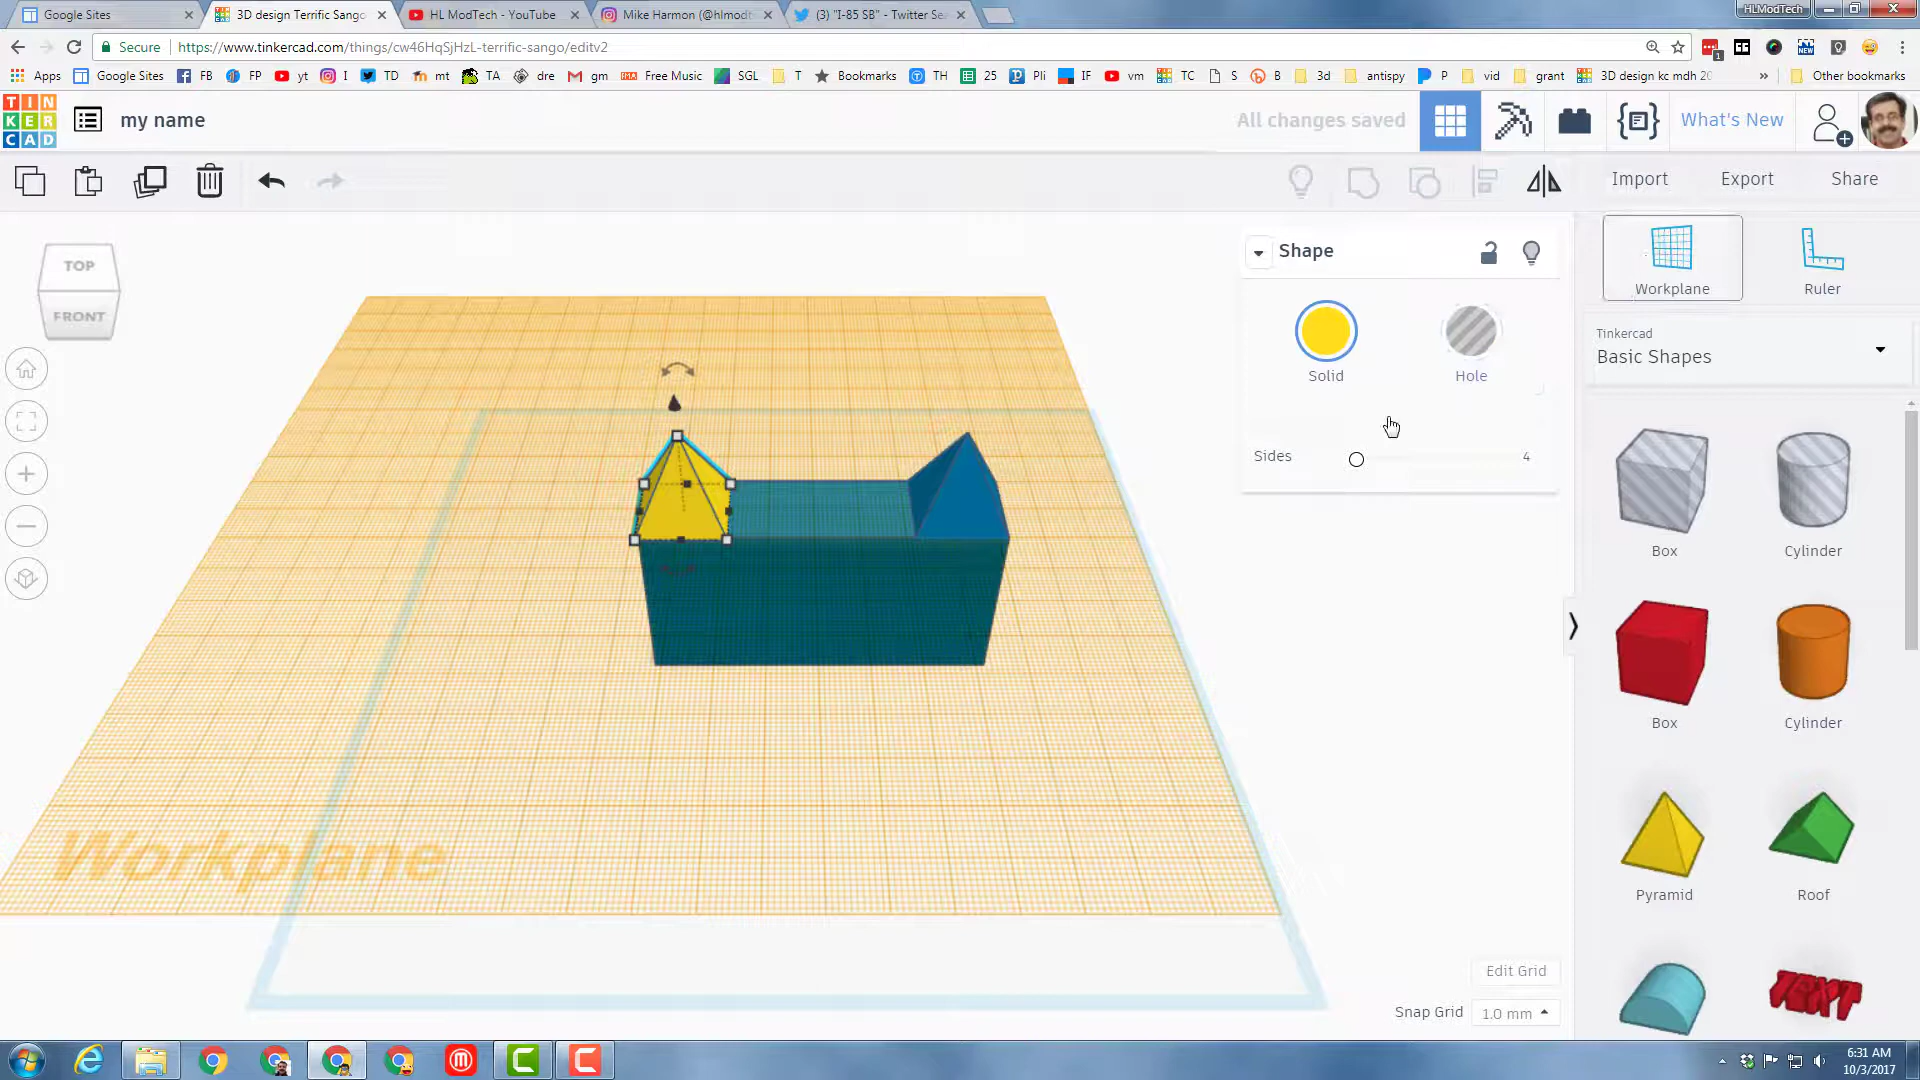 Google Sites
3D design Terrific Sango
HL ModTech - YouTube
Mike Harmon (@hlmodt
(3) "I-85 SB" - Twitter Sea
HLModTech
Secure
https://www.tinkercad.com/things/cw46HqSjHzL-terrific-sango/editv2
Apps Google Sites FB FP yt I TD mt TA dre gm Free Music SGL T Bookmarks TH 25 Pli IF vm TC S B 3d antispy P vid grant 3D design kc mdh 20 » Other bookmarks
TIN
KER
CAD
my name
All changes saved
What's New
Import Export Share
TOP
FRONT
Shape
Solid
Hole
Sides
4
Workplane
Ruler
Tinkercad
Basic Shapes
Box
Cylinder
Box
Cylinder
Pyramid
Roof
TEXT
Workplane
Edit Grid
Snap Grid
1.0 mm
6:31 AM
10/3/2017